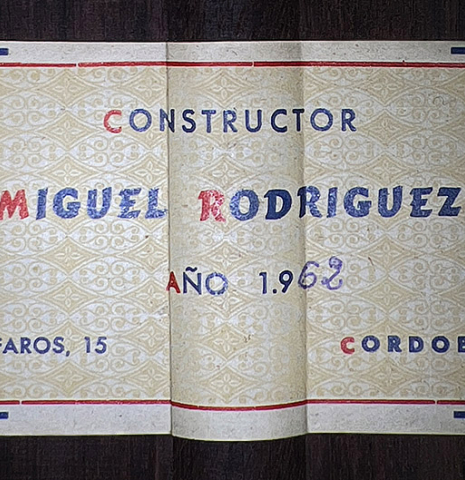 CONSTRUCTOR
MIGUEL RODRIGUEZ
AÑO 1.962
FAROS, 15 CORDOB